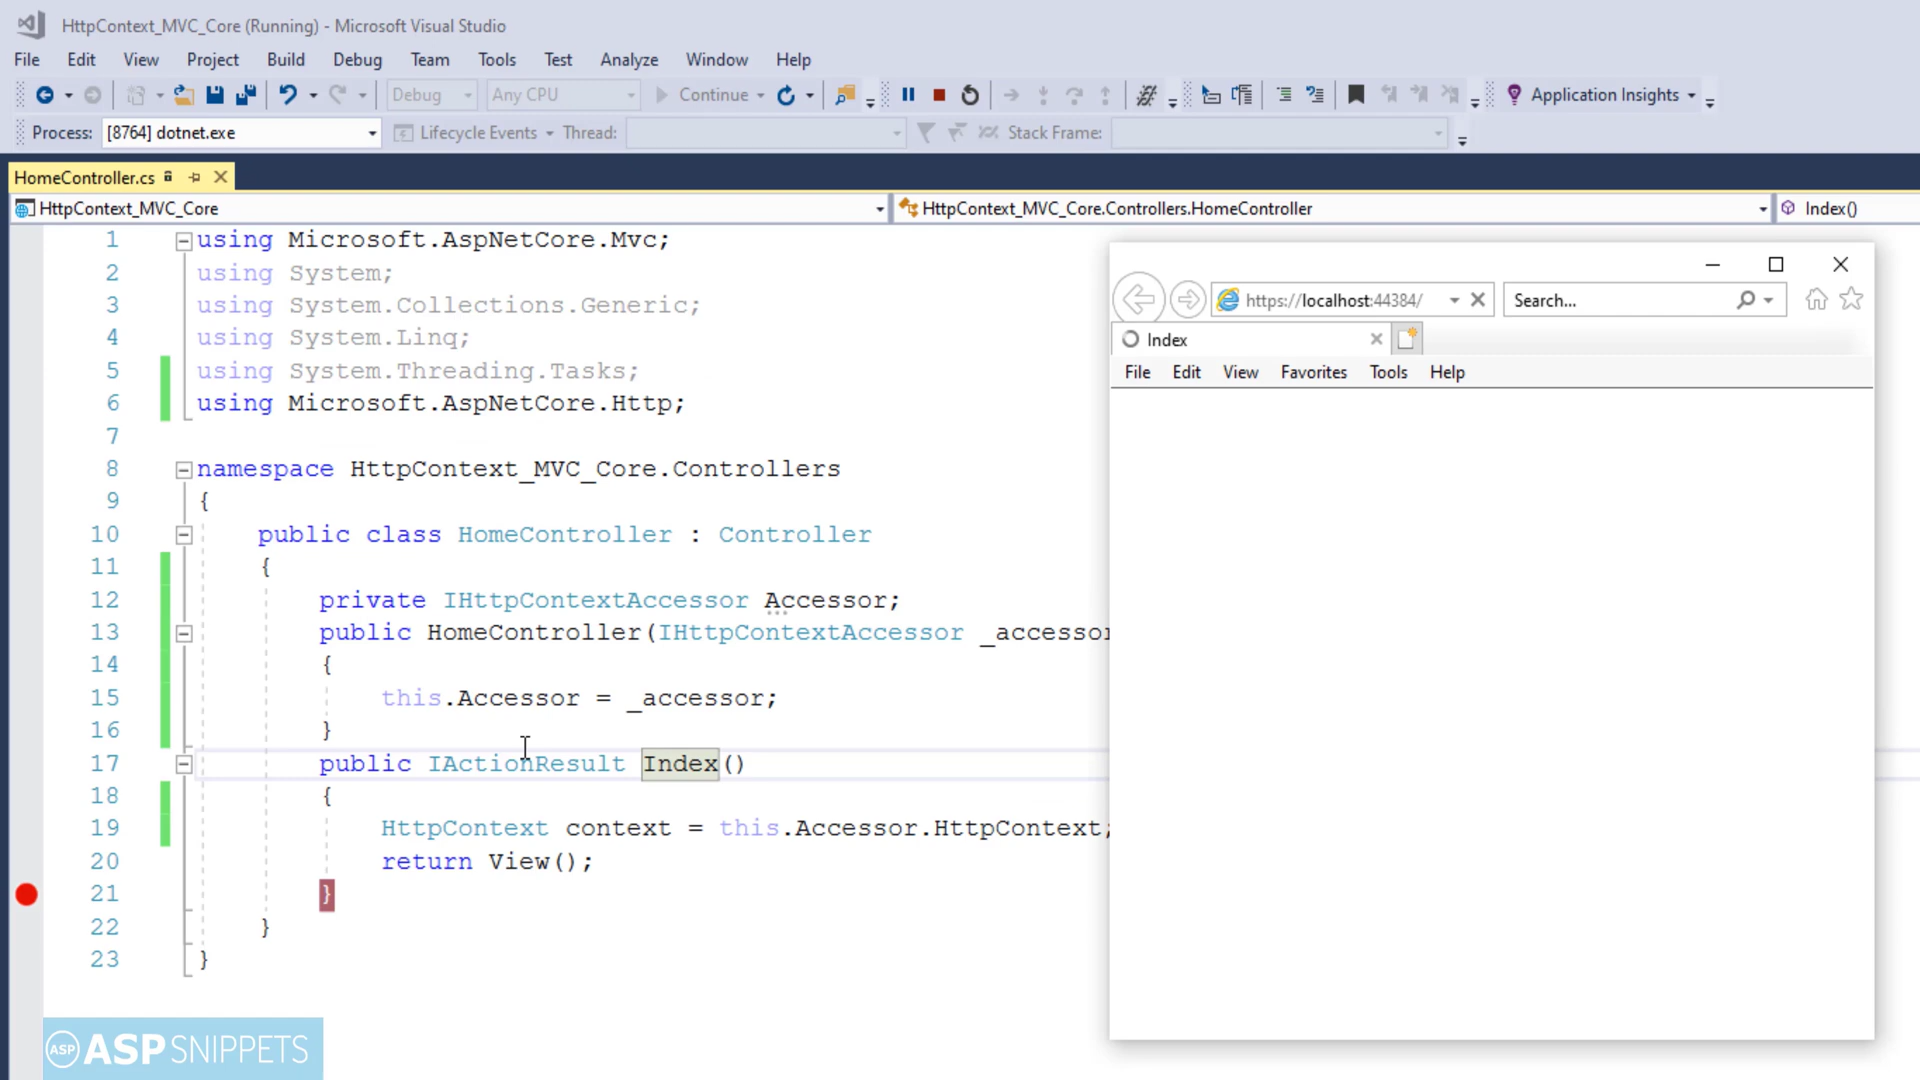 HttpContext_MVC_Core (Running) - Microsoft Visual Studio
File Edit View Project Build Debug Team Tools Test Analyze Window Help
Debug Any CPU Continue Application Insights
Process: [8764] dotnet.exe Lifecycle Events Thread: Stack Frame:
HomeController.cs
HttpContext_MVC_Core HttpContext_MVC_Core.Controllers.HomeController Index()
1 using Microsoft.AspNetCore.Mvc;
2 using System;
3 using System.Collections.Generic;
4 using System.Linq;
5 using System.Threading.Tasks;
6 using Microsoft.AspNetCore.Http;
7
8 namespace HttpContext_MVC_Core.Controllers
9 {
10 public class HomeController : Controller
11 {
12 private IHttpContextAccessor Accessor;
13 public HomeController(IHttpContextAccessor _accessor
14 {
15 this.Accessor = _accessor;
16 }
17 public IActionResult Index()
18 {
19 HttpContext context = this.Accessor.HttpContext;
20 return View();
21 }
22 }
23 }
https://localhost:44384/ Search...
Index
File Edit View Favorites Tools Help
ASP ASPSNIPPETS